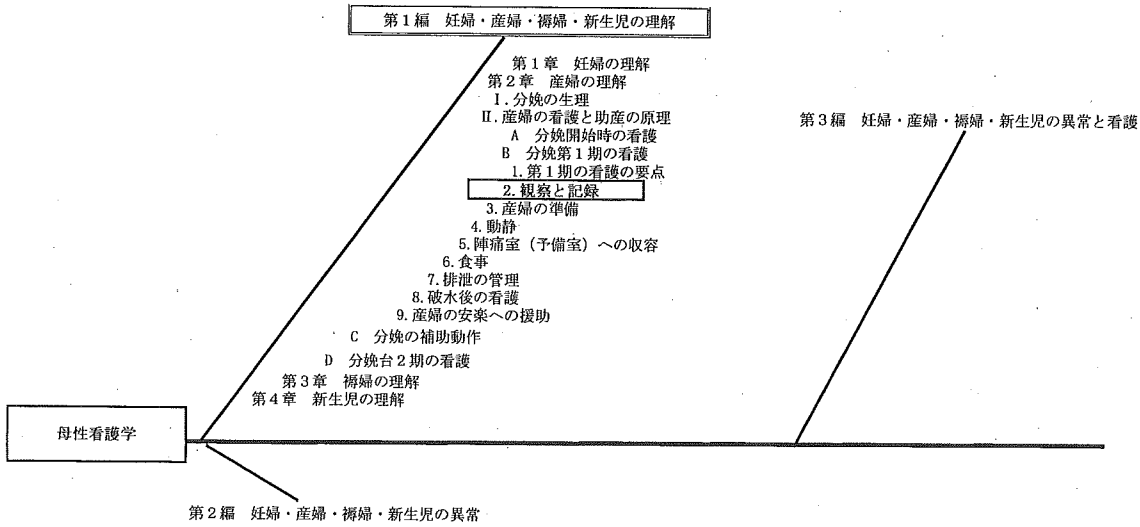 第1編 妊婦・産婦・褥婦・新生児の理解
第1章 妊婦の理解
第2章 産婦の理解
Ⅰ.分娩の生理
Ⅱ.産婦の看護と助産の原理
A 分娩開始時の看護
B 分娩第1期の看護
1.第1期の看護の要点
2.観察と記録
3.産婦の準備
4.動静
5.陣痛室（予備室）への収容
6.食事
7.排泄の管理
8.破水後の看護
9.産婦の安楽への援助
C 分娩の補助動作
D 分娩台2期の看護
第3章 褥婦の理解
第4章 新生児の理解
第3編 妊婦・産婦・褥婦・新生児の異常と看護
母性看護学
第2編 妊婦・産婦・褥婦・新生児の異常